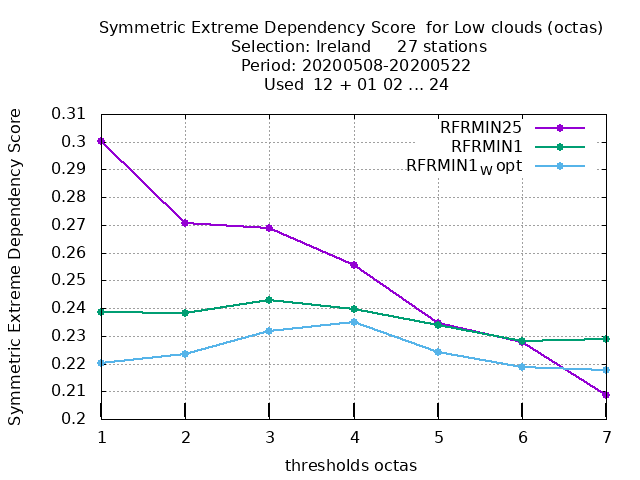 Symmetric Extreme Dependency Score for Low clouds (octas)
Selection: Ireland 27 stations
Period: 20200508-20200522
Used 12 + 01 02 ... 24
Symmetric Extreme Dependency Score
0.31
0.3
0.29
0.28
0.27
0.26
0.25
0.24
0.23
0.22
0.21
0.2
RFRMIN25
RFRMIN1
RFRMIN1W opt
1 2 3 4 5 6 7
thresholds octas